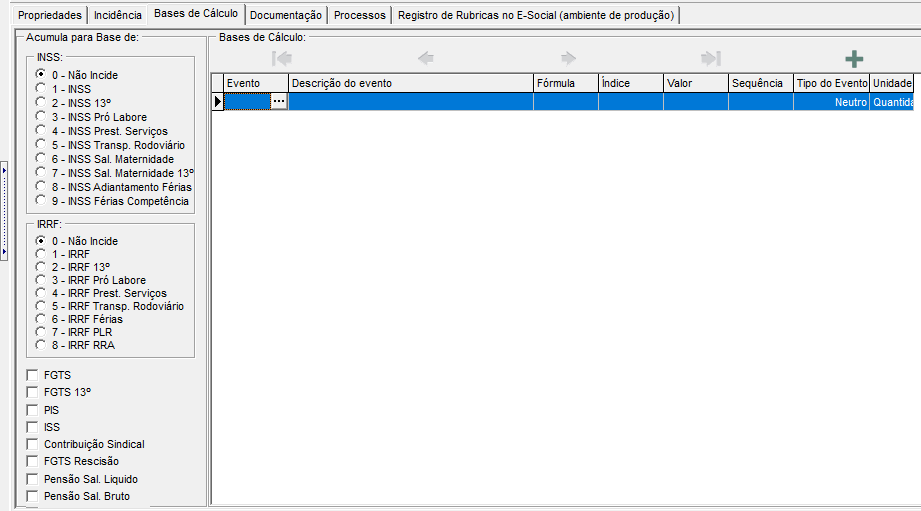 Propriedades Incidência Bases de Cálculo Documentação Processos Registro de Rubricas no E-Social (ambiente de produção)
Acumula para Base de:
INSS:
0 - Não Incide
1 - INSS
2 - INSS 13º
3 - INSS Pró Labore
4 - INSS Prest. Serviços
5 - INSS Transp. Rodoviário
6 - INSS Sal. Maternidade
7 - INSS Sal. Maternidade 13º
8 - INSS Adiantamento Férias
9 - INSS Férias Competência
IRRF:
0 - Não Incide
1 - IRRF
2 - IRRF 13º
3 - IRRF Pró Labore
4 - IRRF Prest. Serviços
5 - IRRF Transp. Rodoviário
6 - IRRF Férias
7 - IRRF PLR
8 - IRRF RRA
FGTS
FGTS 13º
PIS
ISS
Contribuição Sindical
FGTS Rescisão
Pensão Sal. Liquido
Pensão Sal. Bruto
Bases de Cálculo:
Evento Descrição do evento Fórmula Índice Valor Sequência Tipo do Evento Unidade
... Neutro Quantida